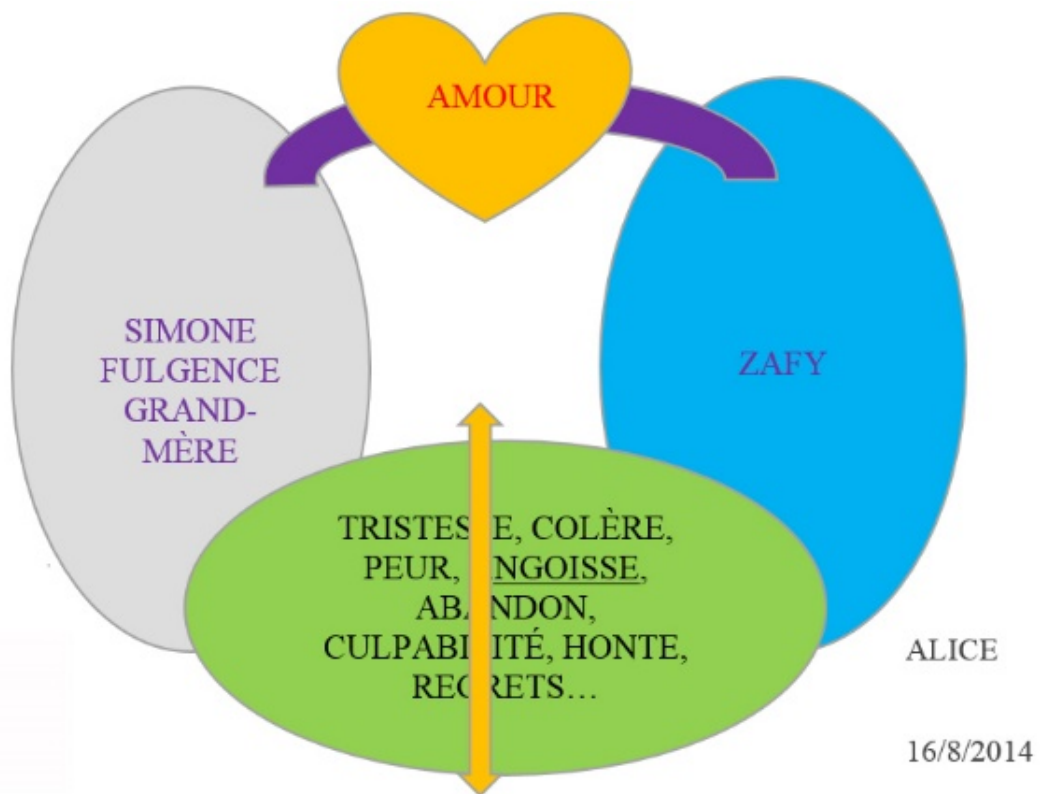 AMOUR
SIMONE
FULGENCE
GRAND-
MÈRE
ZAFY
TRISTESSE, COLÈRE,
PEUR, ANGOISSE,
ABANDON,
CULPABILITÉ, HONTE,
REGRETS…
ALICE
16/8/2014